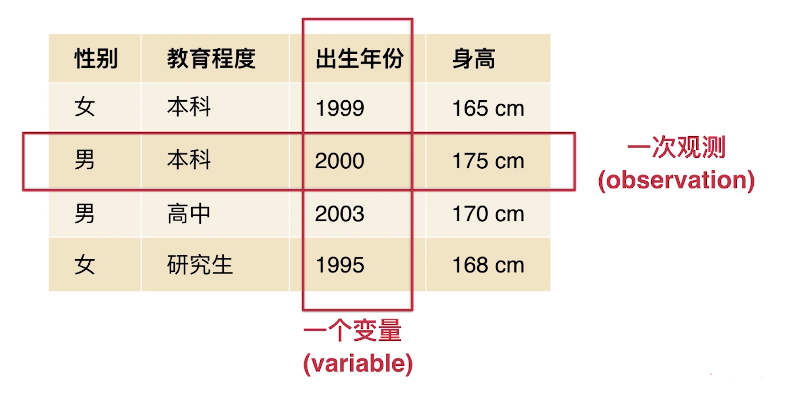 性别 教育程度 出生年份 身高
女 本科 1999 165 cm
男 本科 2000 175 cm
男 高中 2003 170 cm
女 研究生 1995 168 cm
一次观测
(observation)
一个变量
(variable)